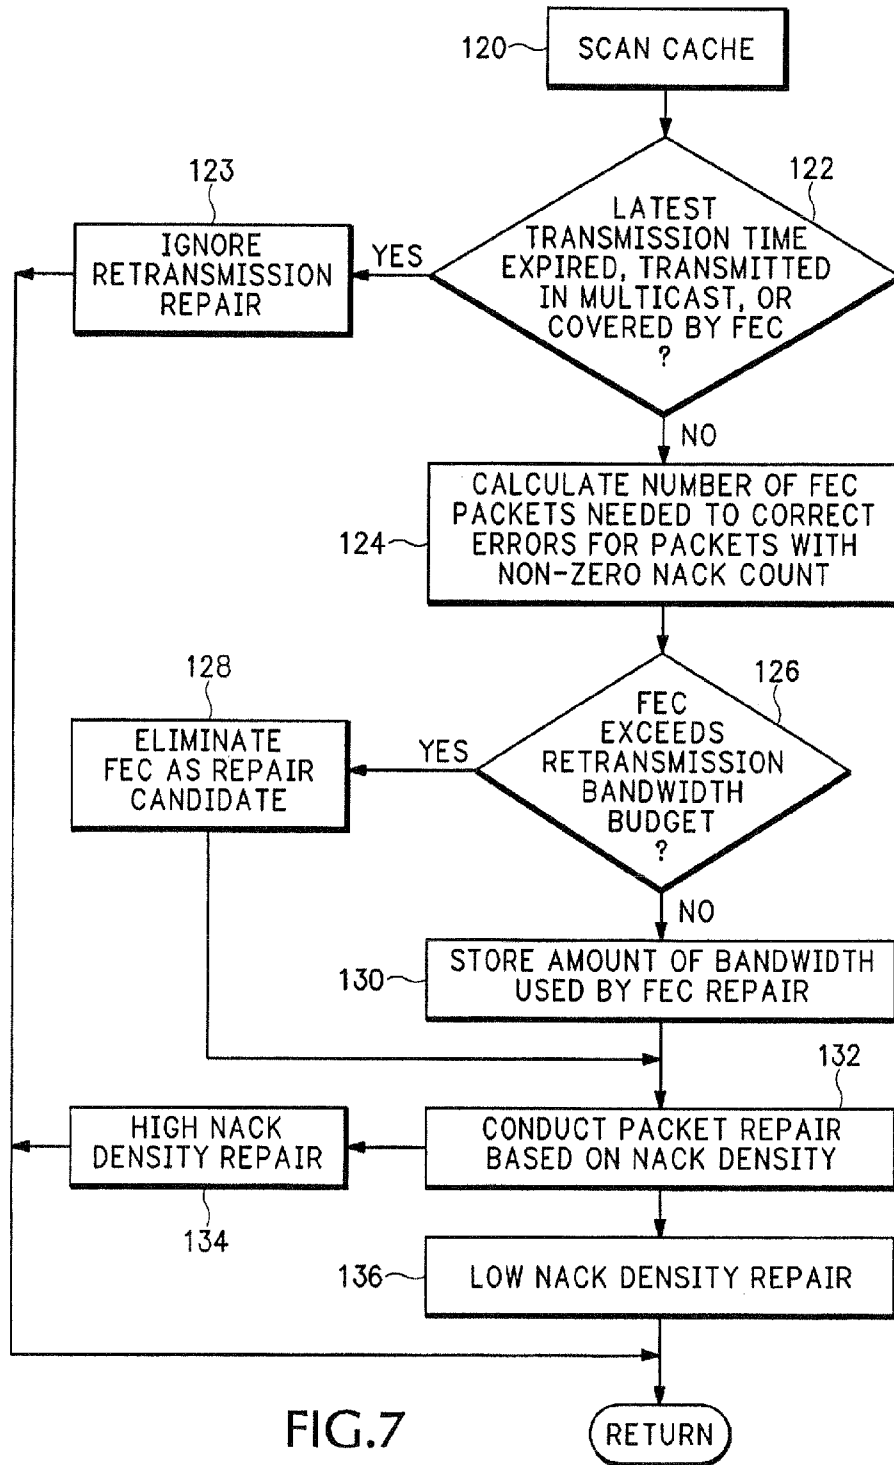 120
SCAN CACHE
123
122
IGNORE
RETRANSMISSION
REPAIR
YES
LATEST
TRANSMISSION TIME
EXPIRED, TRANSMITTED
IN MULTICAST, OR
COVERED BY FEC
?
NO
124
CALCULATE NUMBER OF FEC
PACKETS NEEDED TO CORRECT
ERRORS FOR PACKETS WITH
NON-ZERO NACK COUNT
128
126
ELIMINATE
FEC AS REPAIR
CANDIDATE
YES
FEC
EXCEEDS
RETRANSMISSION
BANDWIDTH
BUDGET
?
NO
130
STORE AMOUNT OF BANDWIDTH
USED BY FEC REPAIR
132
HIGH NACK
DENSITY REPAIR
CONDUCT PACKET REPAIR
BASED ON NACK DENSITY
134
136
LOW NACK DENSITY REPAIR
FIG.7
RETURN